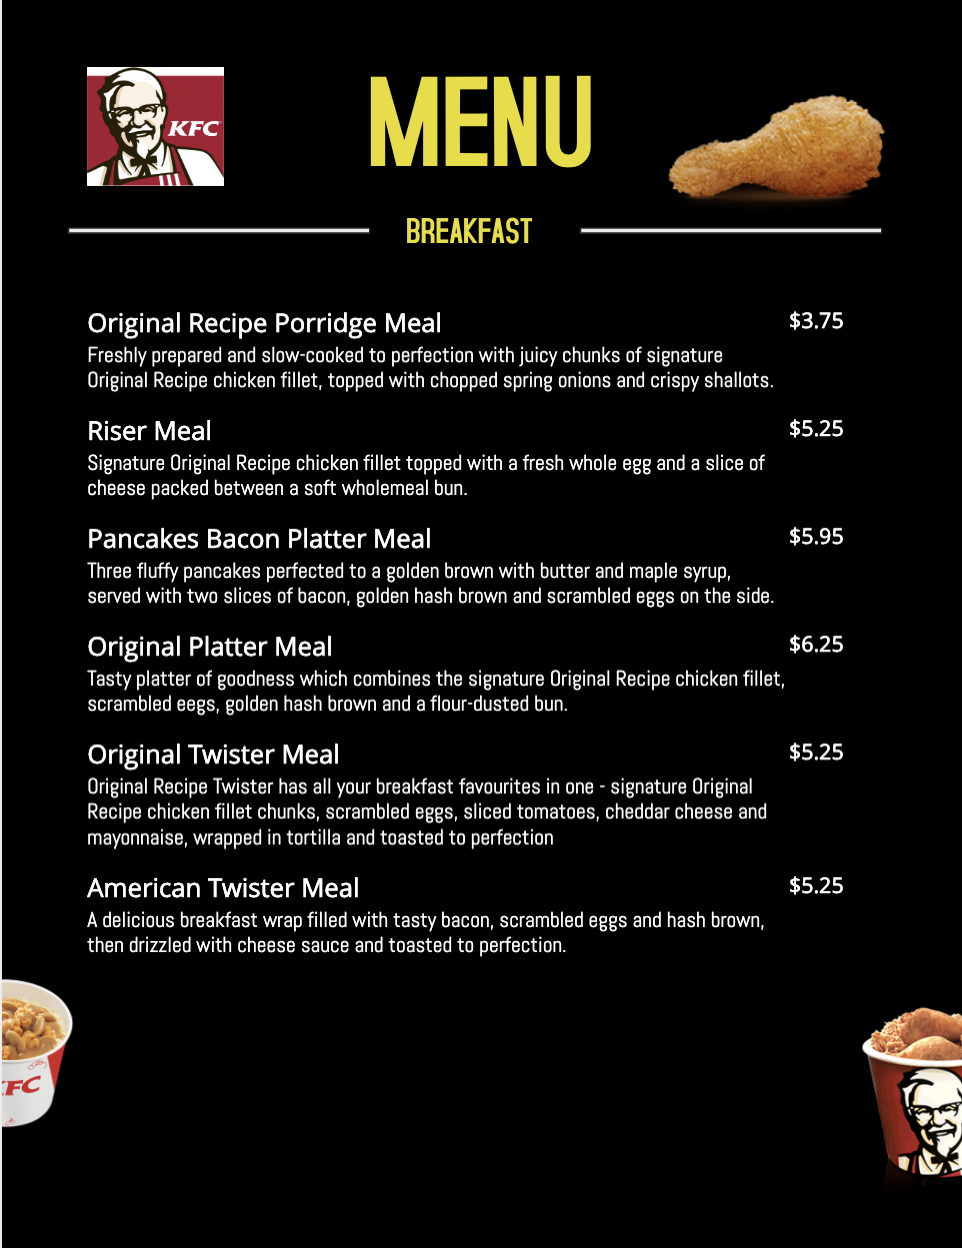 KFC
MENU
BREAKFAST
Original Recipe Porridge Meal $3.75
Freshly prepared and slow-cooked to perfection with juicy chunks of signature
Original Recipe chicken fillet, topped with chopped spring onions and crispy shallots.
Riser Meal $5.25
Signature Original Recipe chicken fillet topped with a fresh whole egg and a slice of
cheese packed between a soft wholemeal bun.
Pancakes Bacon Platter Meal $5.95
Three fluffy pancakes perfected to a golden brown with butter and maple syrup,
served with two slices of bacon, golden hash brown and scrambled eggs on the side.
Original Platter Meal $6.25
Tasty platter of goodness which combines the signature Original Recipe chicken fillet,
scrambled eegs, golden hash brown and a flour-dusted bun.
Original Twister Meal $5.25
Original Recipe Twister has all your breakfast favourites in one - signature Original
Recipe chicken fillet chunks, scrambled eggs, sliced tomatoes, cheddar cheese and
mayonnaise, wrapped in tortilla and toasted to perfection
American Twister Meal $5.25
A delicious breakfast wrap filled with tasty bacon, scrambled eggs and hash brown,
then drizzled with cheese sauce and toasted to perfection.
KFC